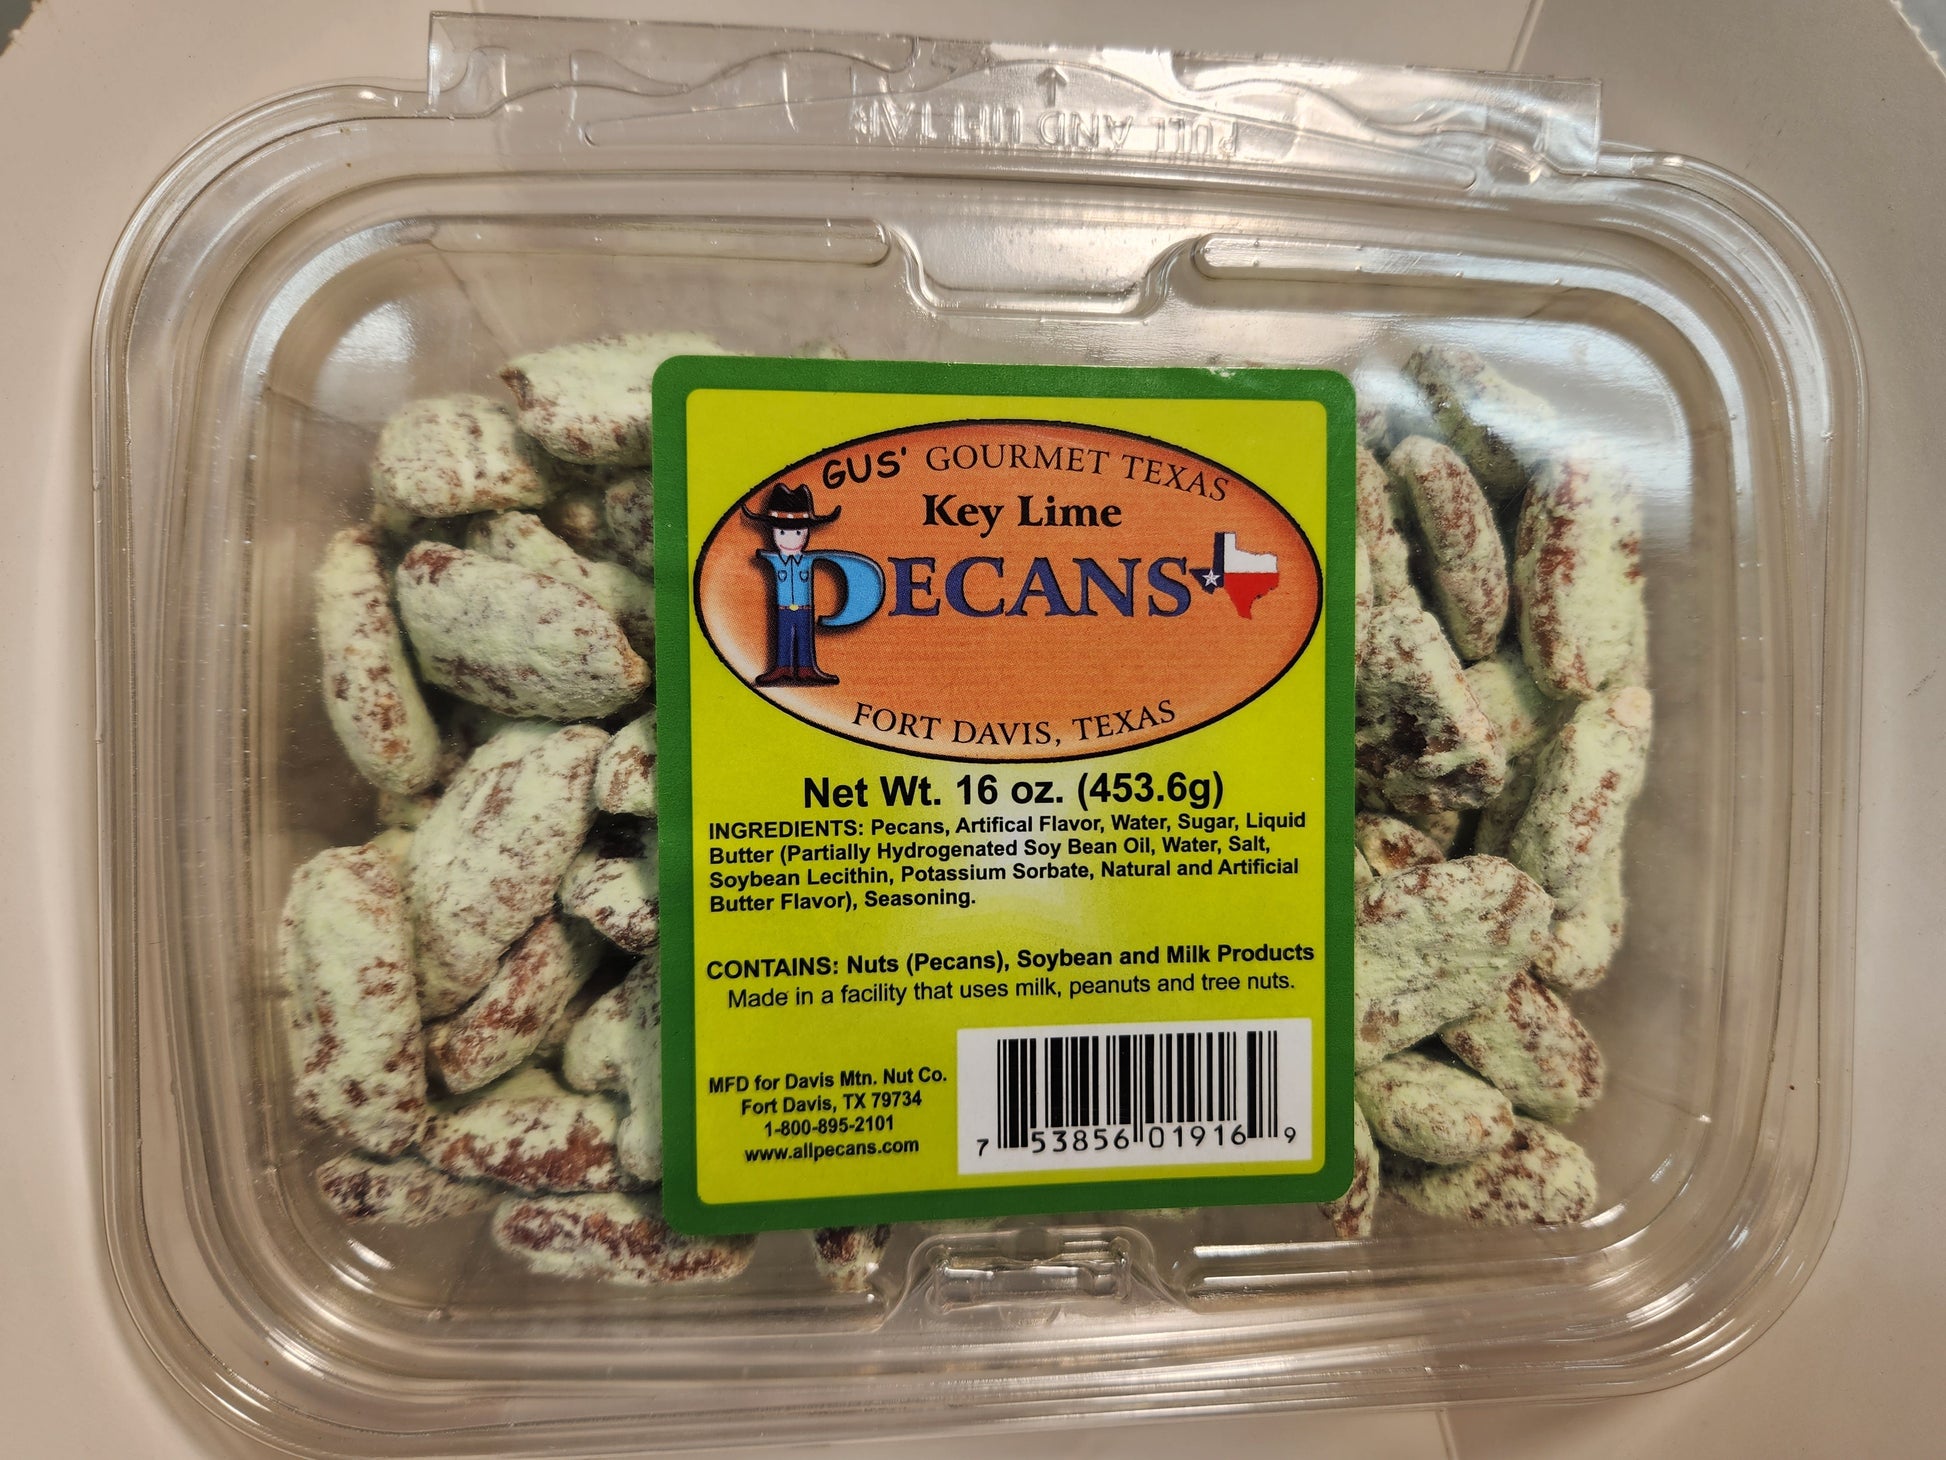 PULL AND LIFT TAB
GUS' GOURMET TEXAS
Key Lime
PECANS
FORT DAVIS, TEXAS
Net Wt. 16 oz. (453.6g)
INGREDIENTS: Pecans, Artifical Flavor, Water, Sugar, Liquid
Butter (Partially Hydrogenated Soy Bean Oil, Water, Salt,
Soybean Lecithin, Potassium Sorbate, Natural and Artificial
Butter Flavor), Seasoning.
CONTAINS: Nuts (Pecans), Soybean and Milk Products
Made in a facility that uses milk, peanuts and tree nuts.
MFD for Davis Mtn. Nut Co.
Fort Davis, TX 79734
1-800-895-2101
www.allpecans.com
7 53856 01916 9